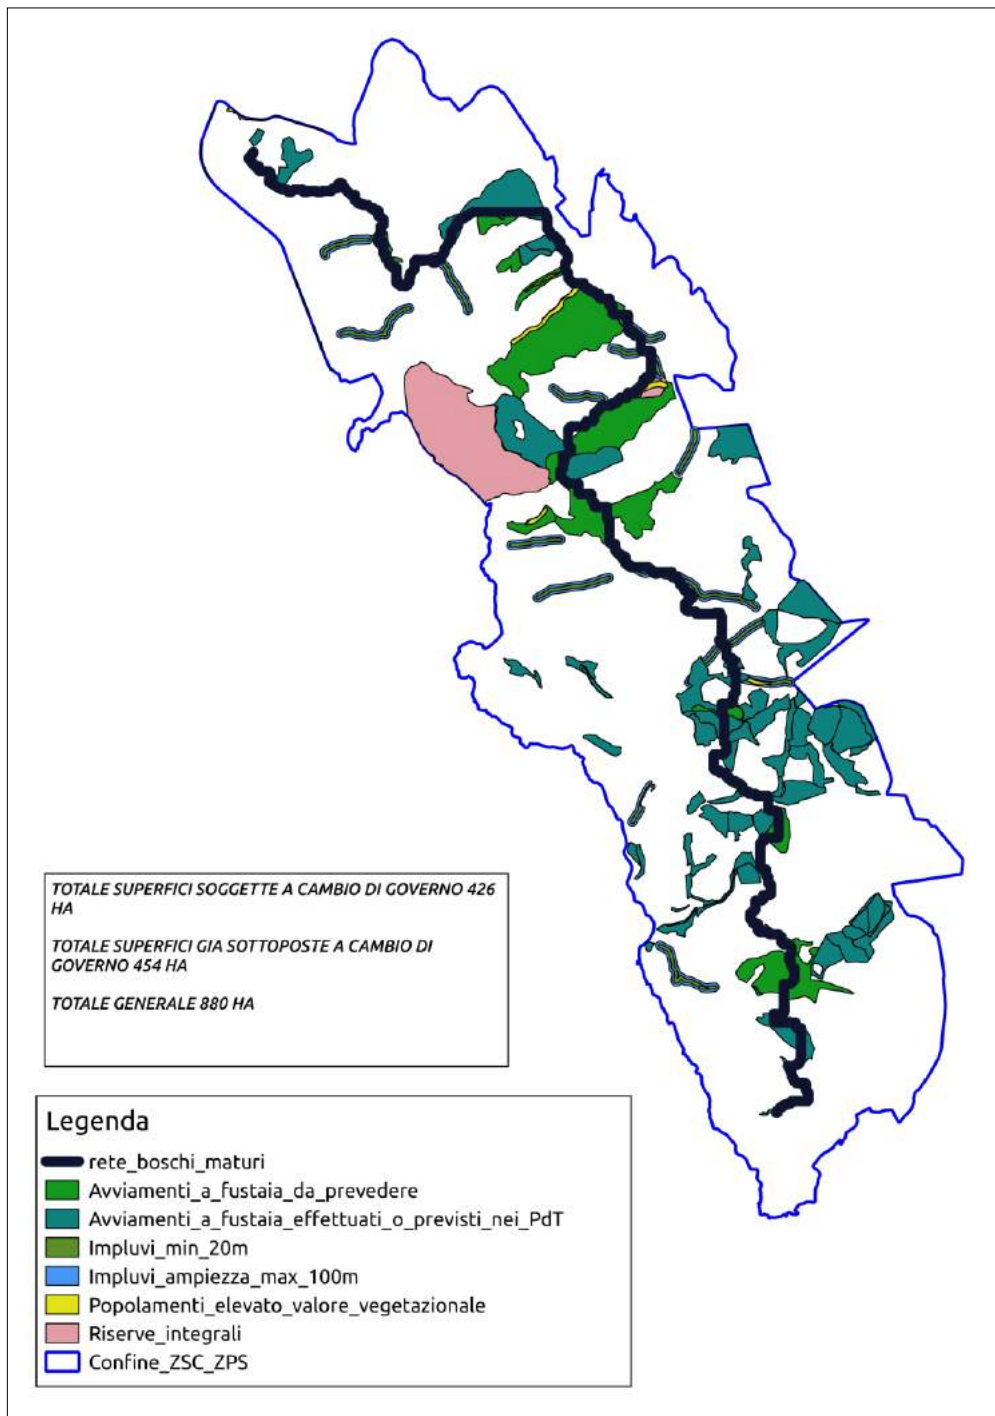 TOTALE SUPERFICI SOGGETTE A CAMBIO DI GOVERNO 426
HA
TOTALE SUPERFICI GIA SOTTOPOSTE A CAMBIO DI
GOVERNO 454 HA
TOTALE GENERALE 880 HA
Legenda
rete_boschi_maturi
Avviamenti_a_fustaia_da_prevedere
Avviamenti_a_fustaia_effettuati_o_previsti_nei_PdT
Impluvi_min_20m
Impluvi_ampiezza_max_100m
Popolamenti_elevato_valore_vegetazionale
Riserve_integrali
Confine_ZSC_ZPS